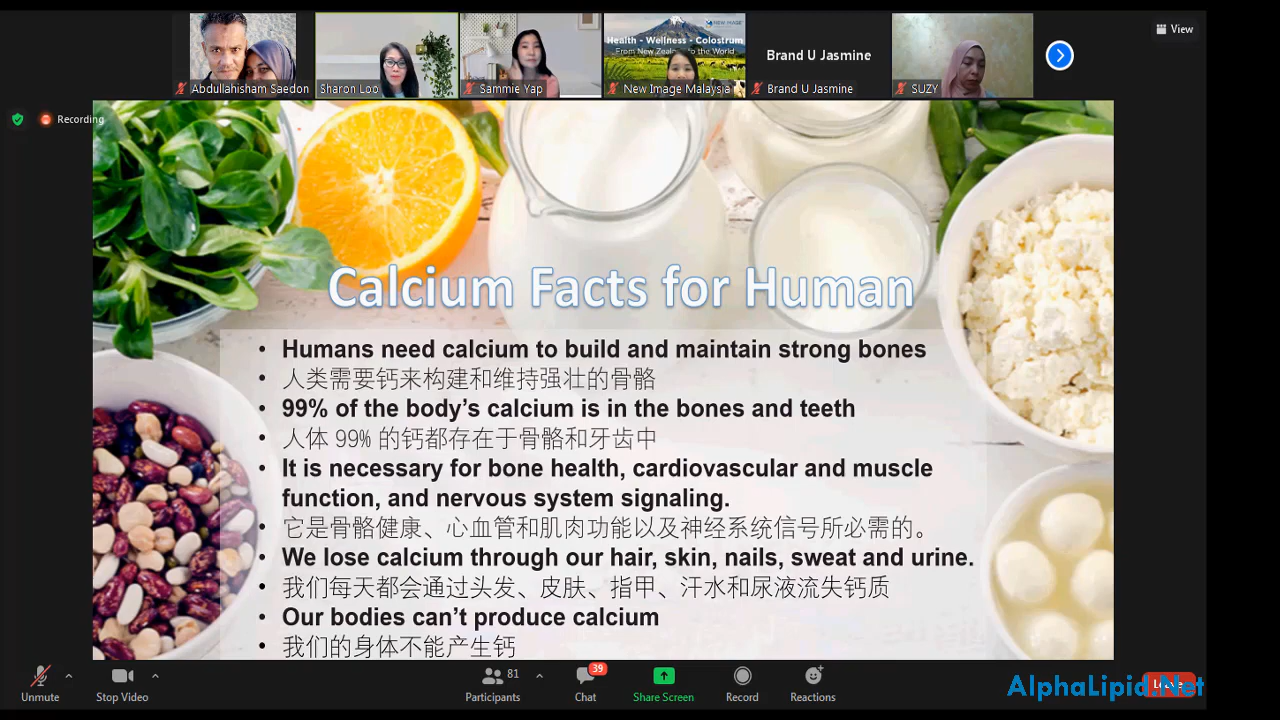 Health - Wellness - Colostrum
From New Zealand to the World
Brand U Jasmine
View
Abdullahisham Saedon
Sharon Loo
Sammie Yap
New Image Malaysia
Brand U Jasmine
SUZY
Recording
Calcium Facts for Human
• Humans need calcium to build and maintain strong bones
• 人类需要钙来构建和维持强壮的骨骼
• 99% of the body’s calcium is in the bones and teeth
• 人体 99% 的钙都存在于骨骼和牙齿中
• It is necessary for bone health, cardiovascular and muscle
function, and nervous system signaling.
• 它是骨骼健康、心血管和肌肉功能以及神经系统信号所必需的。
• We lose calcium through our hair, skin, nails, sweat and urine.
• 我们每天都会通过头发、皮肤、指甲、汗水和尿液流失钙质
• Our bodies can’t produce calcium
• 我们的身体不能产生钙
81
39
Unmute
Stop Video
Participants
Chat
Share Screen
Record
Reactions
Leave
AlphaLipid.Net